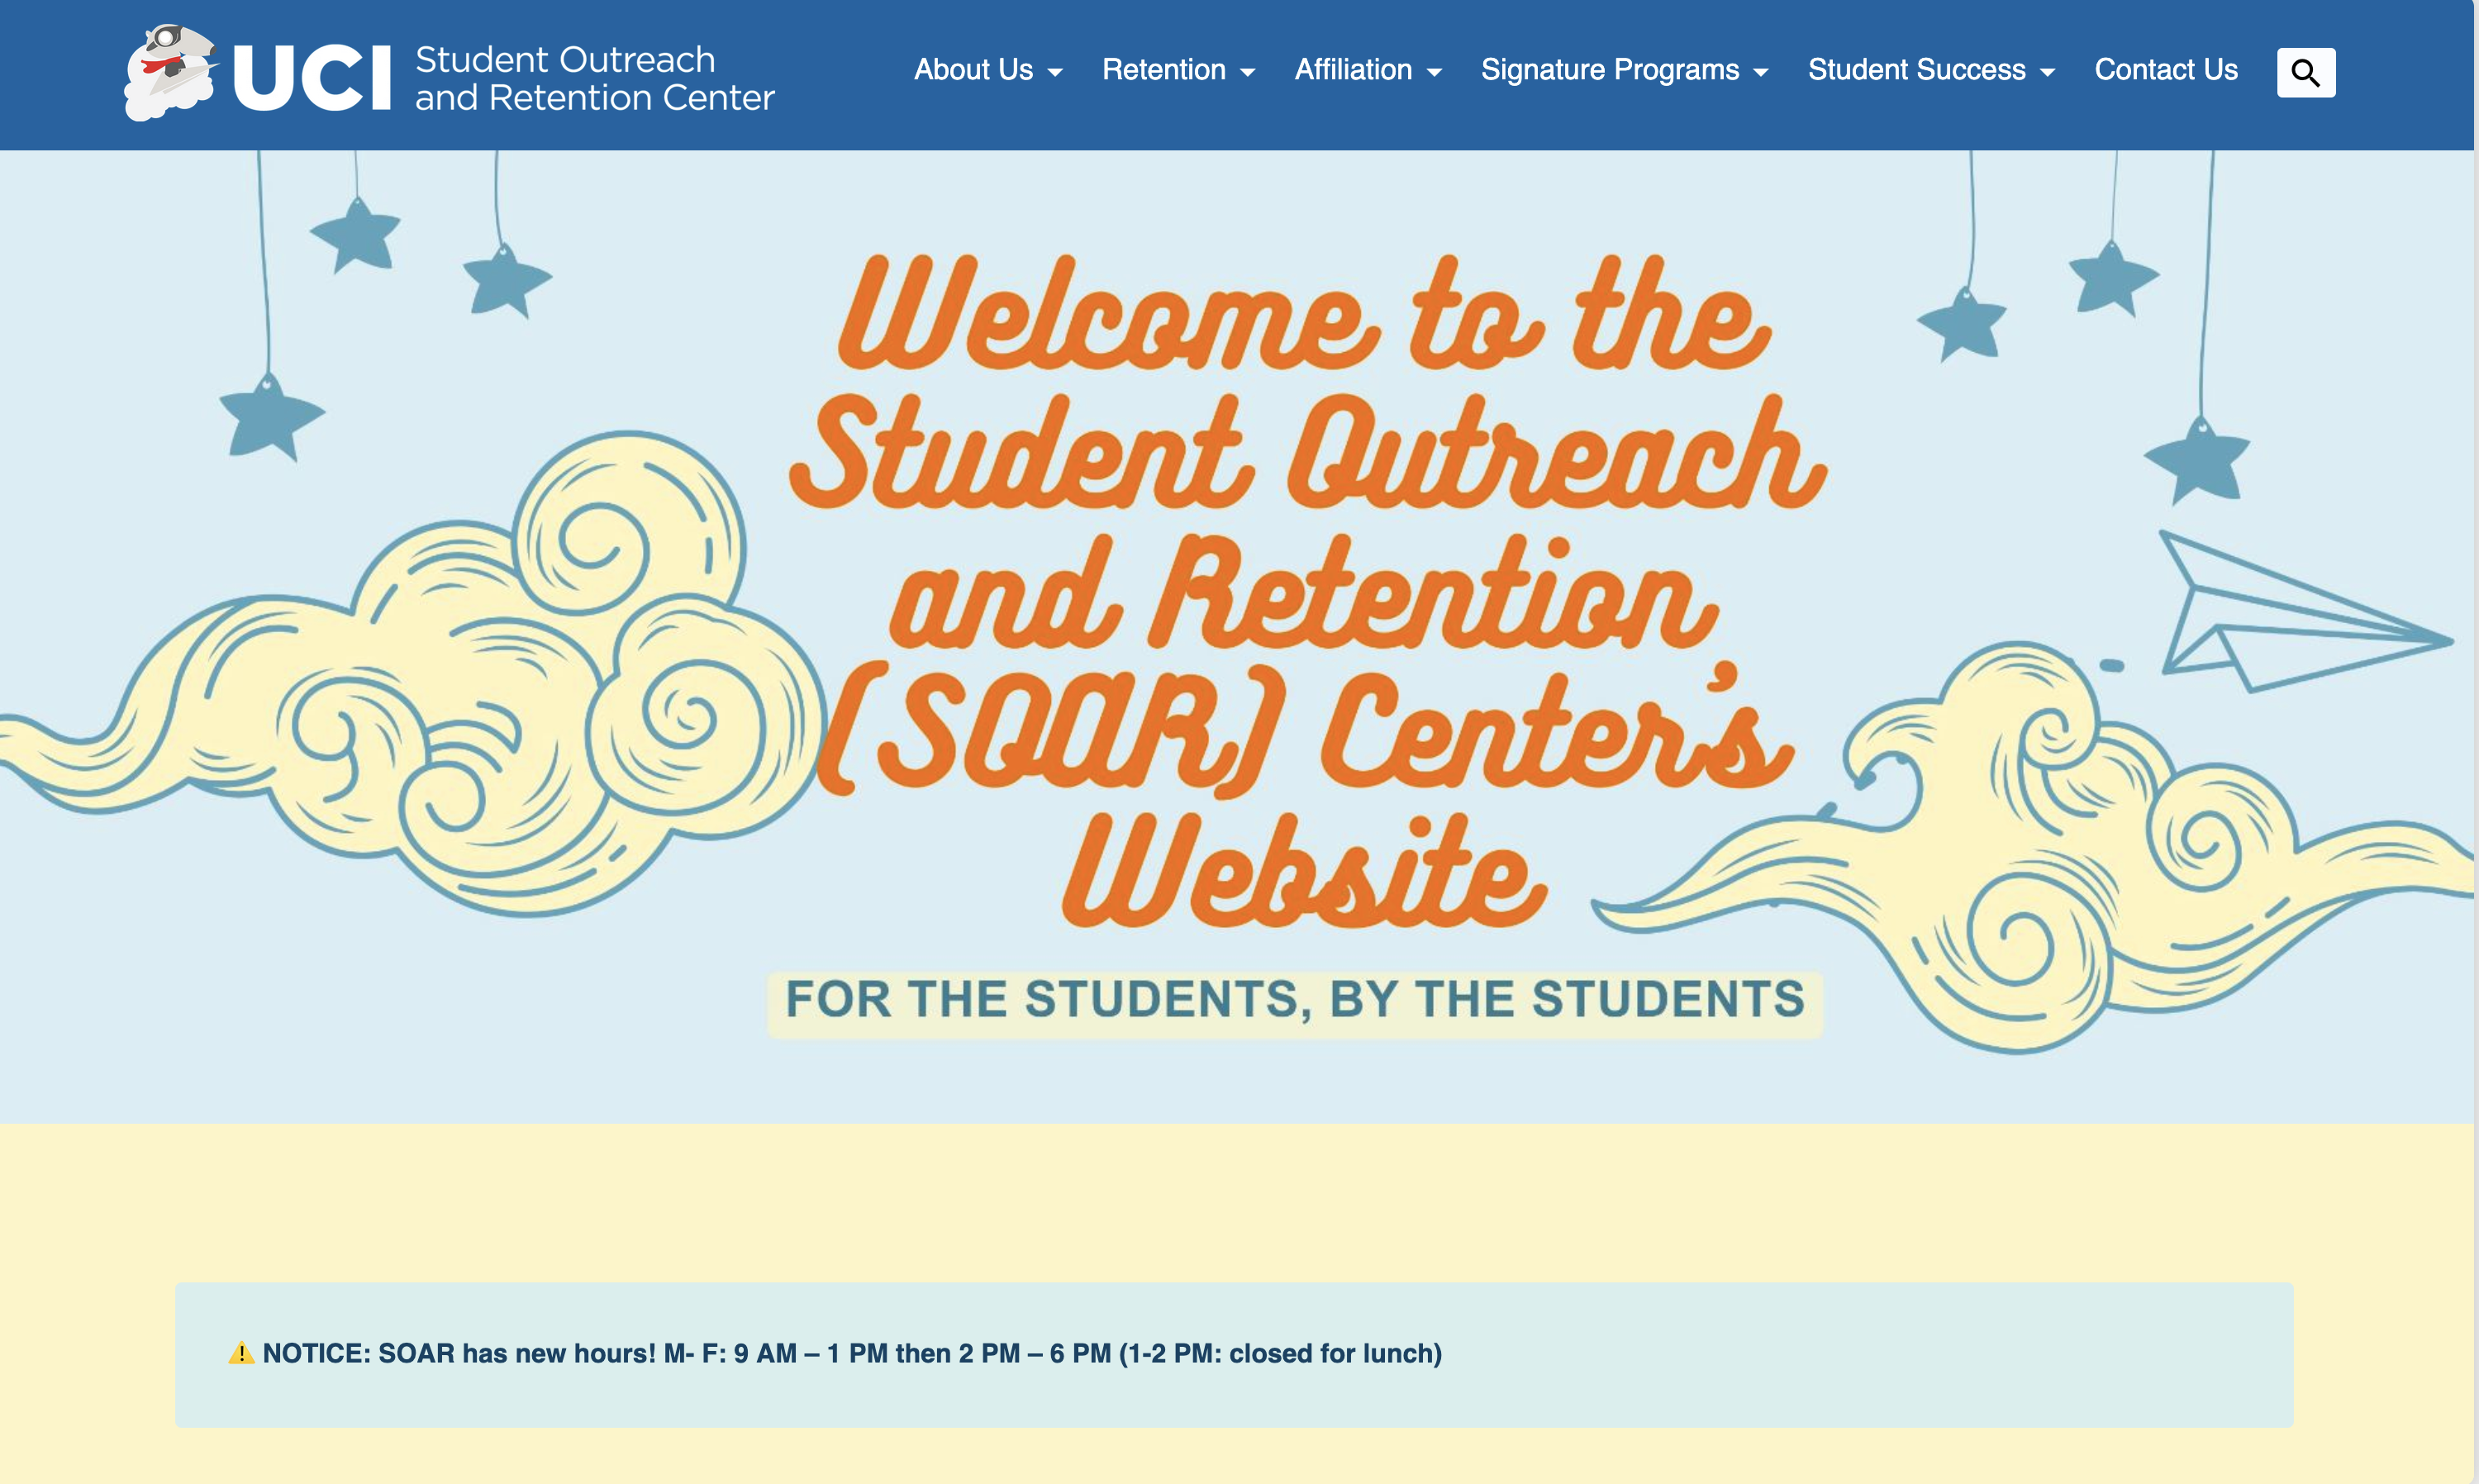 UCI
Student Outreach
and Retention Center
About Us
Retention
Affiliation
Signature Programs
Student Success
Contact Us
Welcome to the
Student Outreach
and Retention
(SOAR) Center's
Website
FOR THE STUDENTS, BY THE STUDENTS
⚠️ NOTICE: SOAR has new hours! M- F: 9 AM – 1 PM then 2 PM – 6 PM (1-2 PM: closed for lunch)